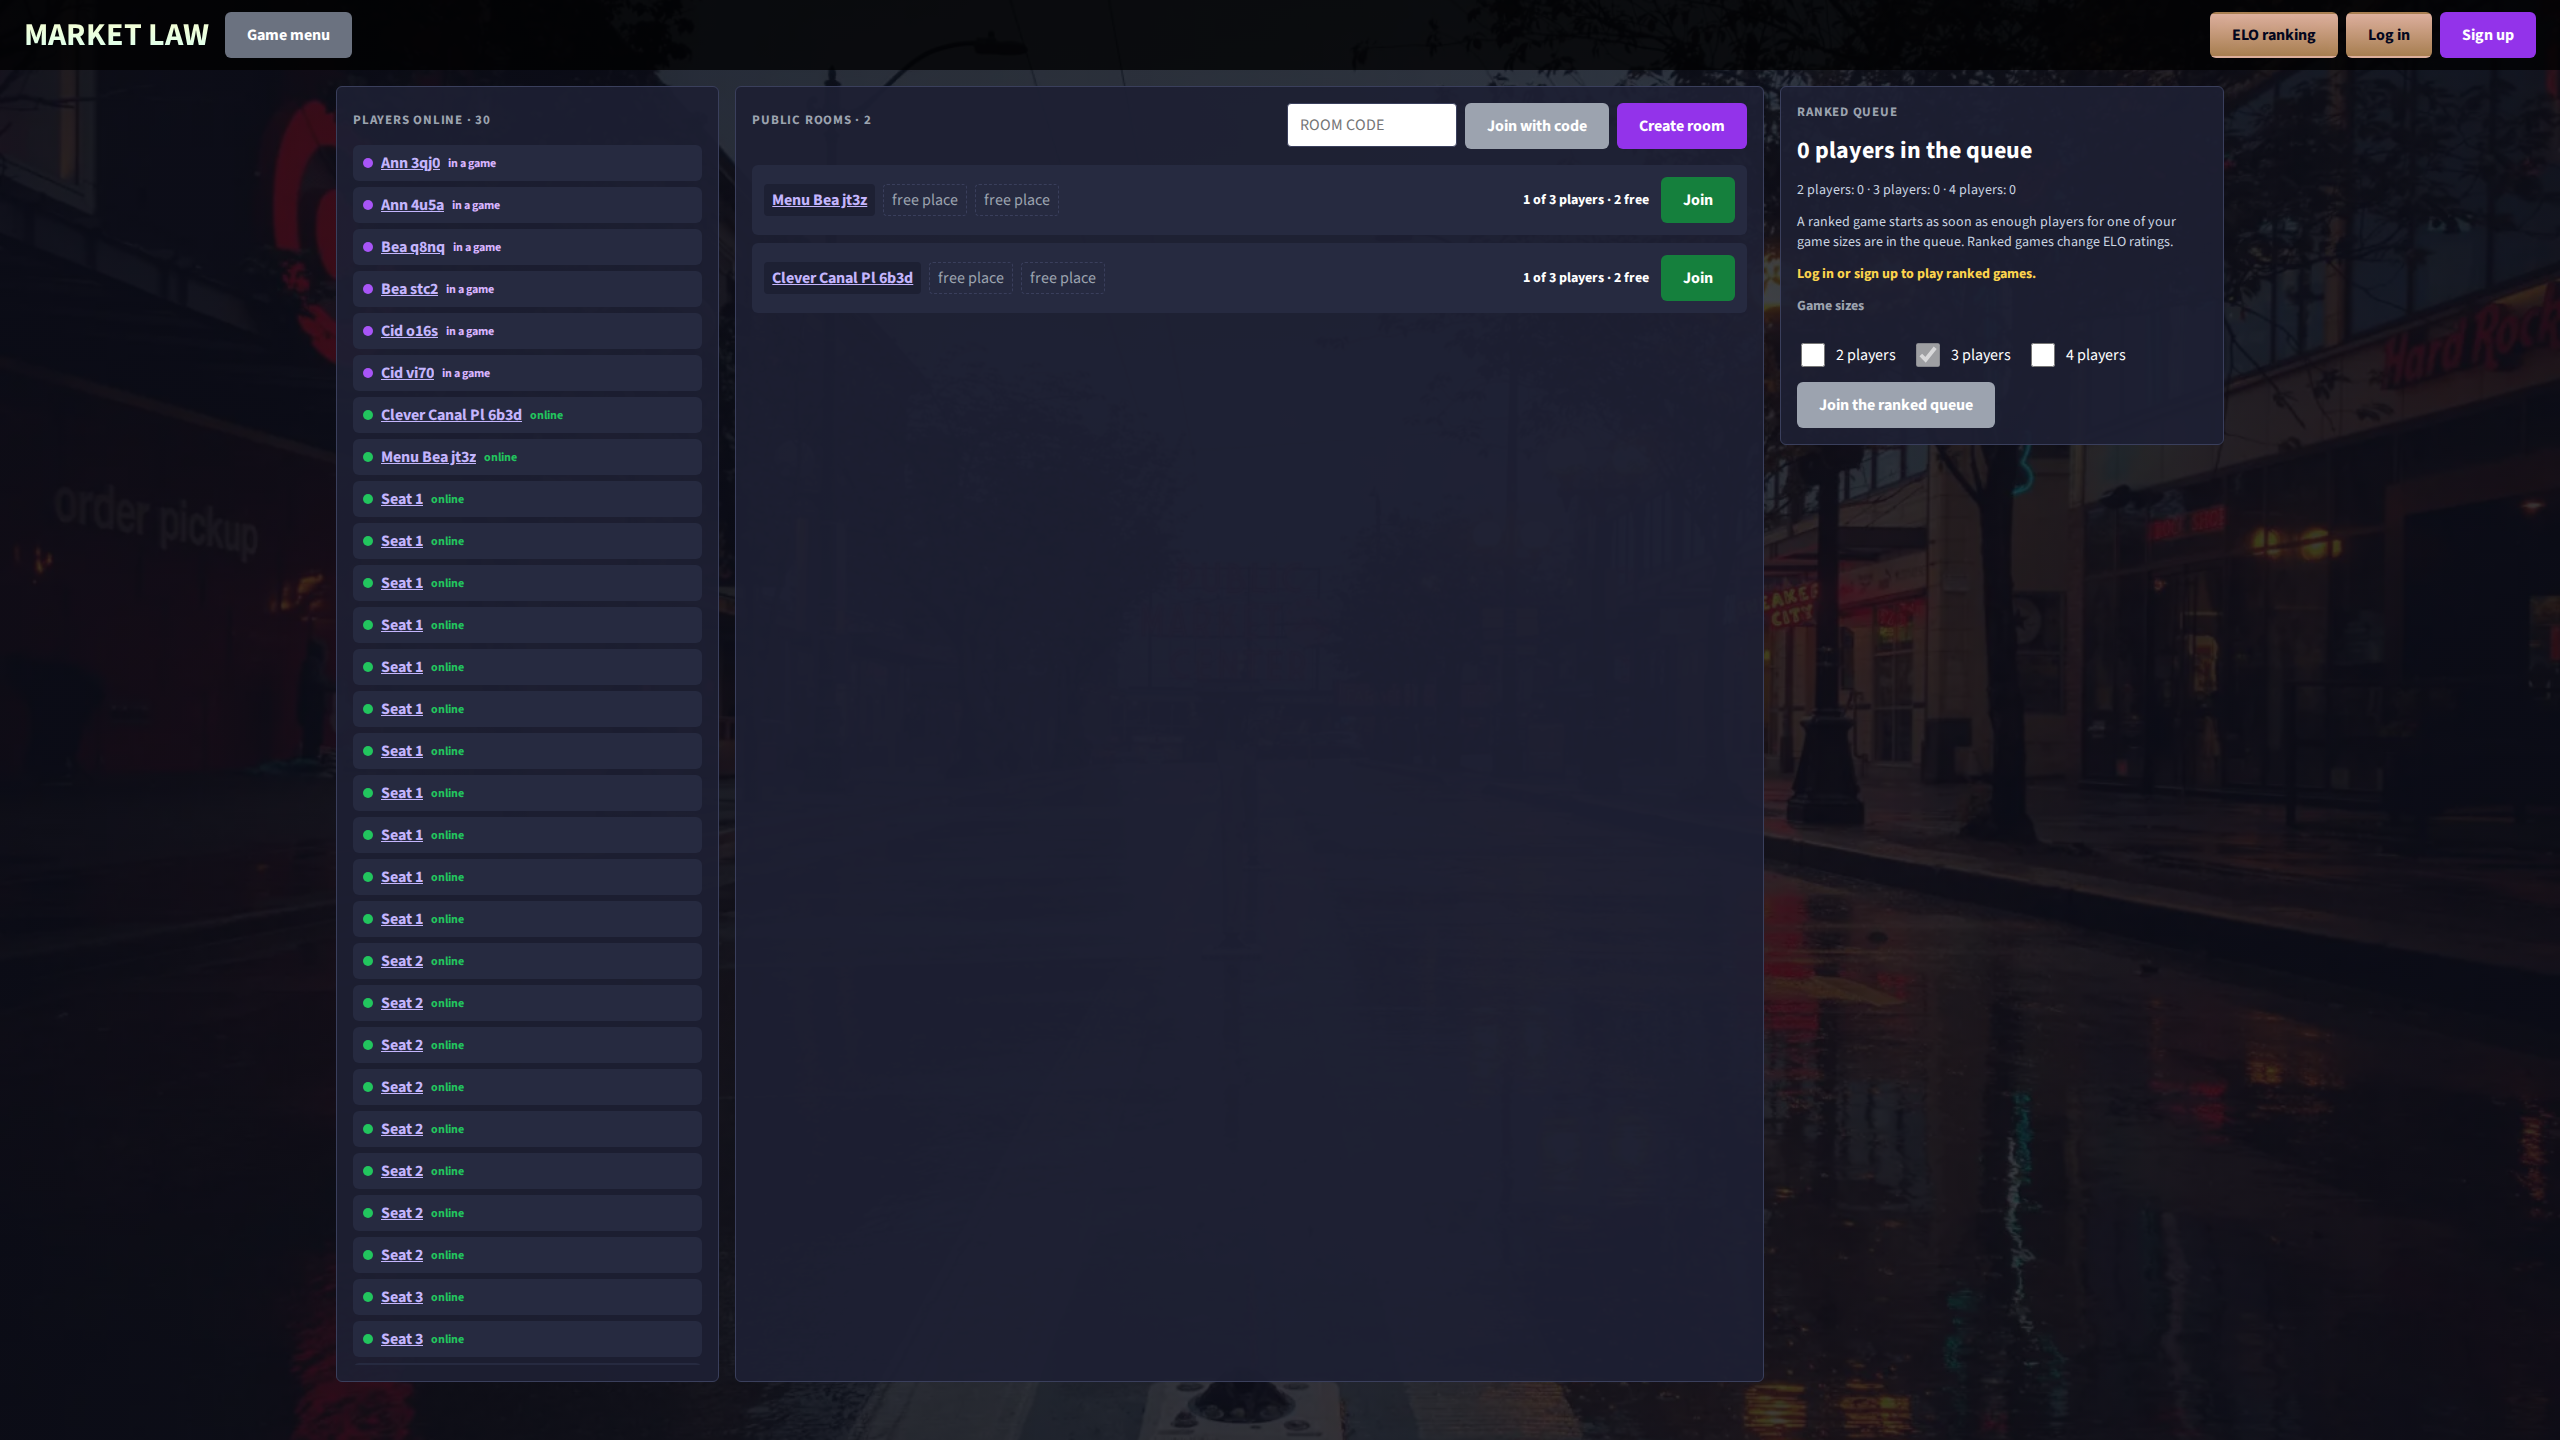 MARKET LAW
Game menu
ELO ranking
Log in
Sign up
PLAYERS ONLINE · 30
Ann 3qj0 in a game
Ann 4u5a in a game
Bea q8nq in a game
Bea stc2 in a game
Cid o16s in a game
Cid vi70 in a game
Clever Canal Pl 6b3d online
Menu Bea jt3z online
Seat 1 online
Seat 1 online
Seat 1 online
Seat 1 online
Seat 1 online
Seat 1 online
Seat 1 online
Seat 1 online
Seat 1 online
Seat 1 online
Seat 1 online
Seat 2 online
Seat 2 online
Seat 2 online
Seat 2 online
Seat 2 online
Seat 2 online
Seat 2 online
Seat 2 online
Seat 3 online
Seat 3 online
PUBLIC ROOMS · 2
ROOM CODE
Join with code
Create room
Menu Bea jt3z free place free place 1 of 3 players · 2 free Join
Clever Canal Pl 6b3d free place free place 1 of 3 players · 2 free Join
RANKED QUEUE
0 players in the queue
2 players: 0 · 3 players: 0 · 4 players: 0
A ranked game starts as soon as enough players for one of your
game sizes are in the queue. Ranked games change ELO ratings.
Log in or sign up to play ranked games.
Game sizes
2 players 3 players 4 players
Join the ranked queue
order pickup
Hard Rock
CITY